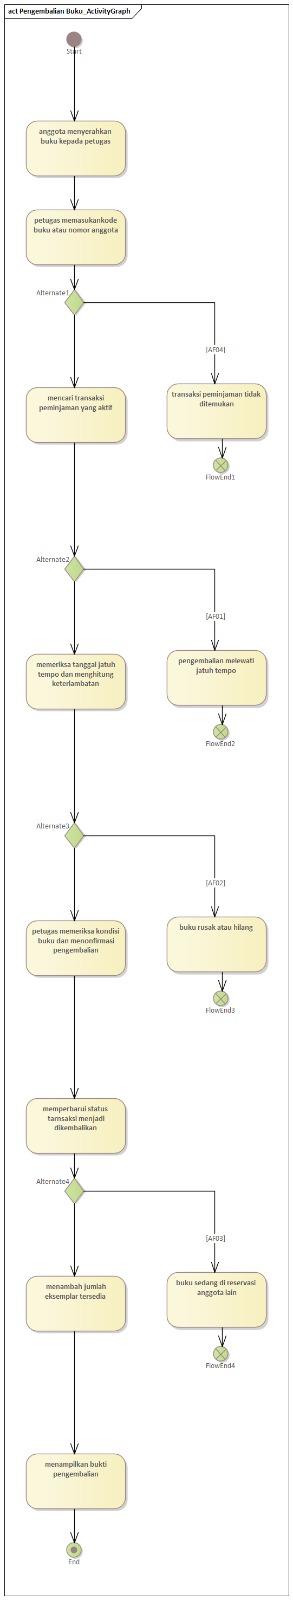 act Pengembalian Buku_ActivityGraph
Start
anggota menyerahkan
buku kepada petugas
petugas memasukankode
buku atau nomor anggota
Alternate1
[AF04]
mencari transaksi
peminjaman yang aktif
transaksi peminjaman tidak
ditemukan
FlowEnd1
Alternate2
[AF01]
memeriksa tanggal jatuh
tempo dan menghitung
keterlambatan
pengembalian melewati
jatuh tempo
FlowEnd2
Alternate3
[AF02]
petugas memeriksa kondisi
buku dan menonfirmasi
pengembalian
buku rusak atau hilang
FlowEnd3
memperbarui status
tarnsaksi menjadi
dikembalikan
Alternate4
[AF03]
menambah jumlah
eksemplar tersedia
buku sedang di reservasi
anggota lain
FlowEnd4
menampilkan bukti
pengembalian
End